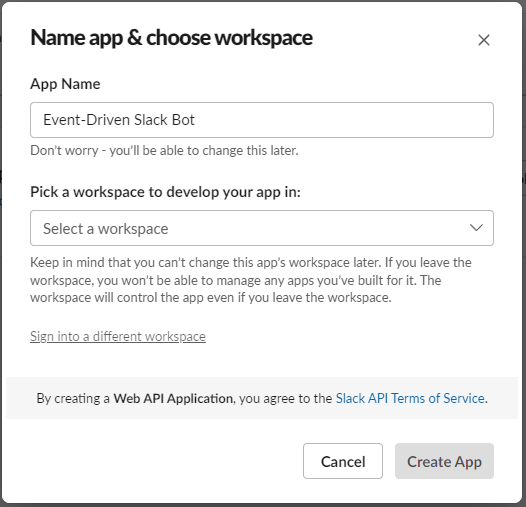 Name app & choose workspace
App Name
Event-Driven Slack Bot
Don't worry - you'll be able to change this later.
Pick a workspace to develop your app in:
Select a workspace
Keep in mind that you can't change this app's workspace later. If you leave the
workspace, you won't be able to manage any apps you've built for it. The
workspace will control the app even if you leave the workspace.
Sign into a different workspace
By creating a Web API Application, you agree to the Slack API Terms of Service.
Cancel
Create App